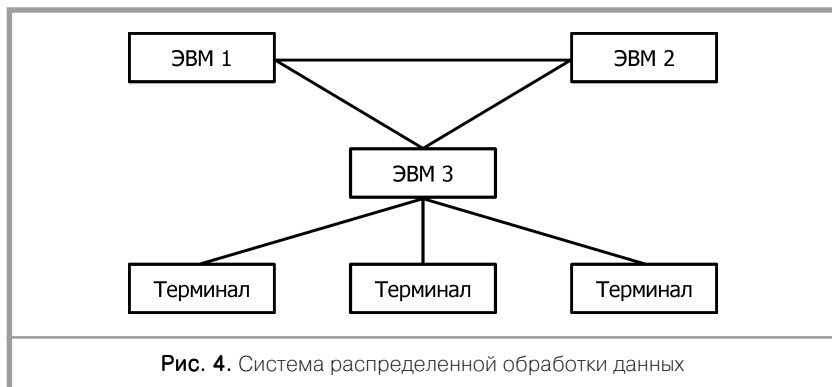 ЭВМ 1
ЭВМ 2
ЭВМ 3
Терминал
Терминал
Терминал
Рис. 4. Система распределенной обработки данных